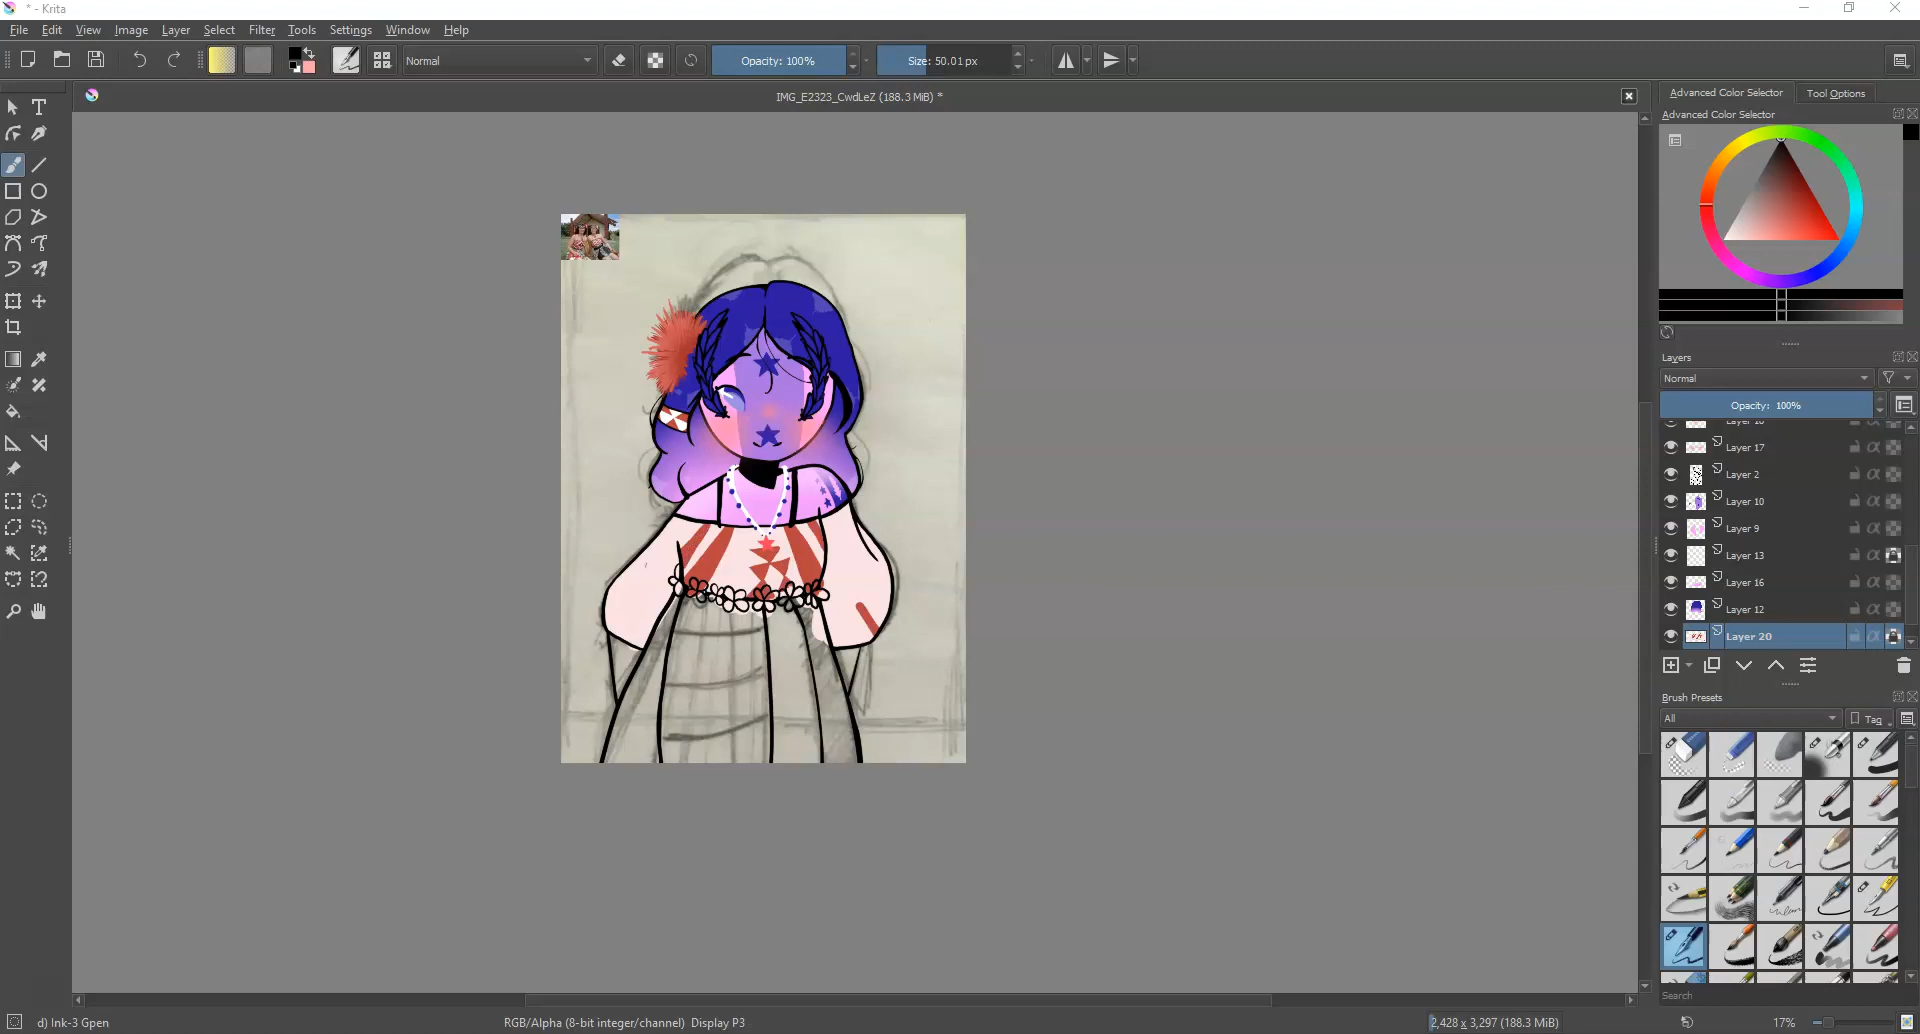 * - Krita
File Edit View Image Layer Select Filter Tools Settings Window Help
Normal
Opacity: 100%
Size: 50.01 px
IMG_E2323_CwdLeZ (188.3 MiB) *
Advanced Color Selector
Tool Options
Advanced Color Selector
Layers
Normal
Opacity: 100%
Layer 17
Layer 2
Layer 10
Layer 9
Layer 13
Layer 16
Layer 12
Layer 20
Brush Presets
All
Tag
Search
d) Ink-3 Gpen
RGB/Alpha (8-bit integer/channel) Display P3
2,428 x 3,297 (188.3 MiB)
17%